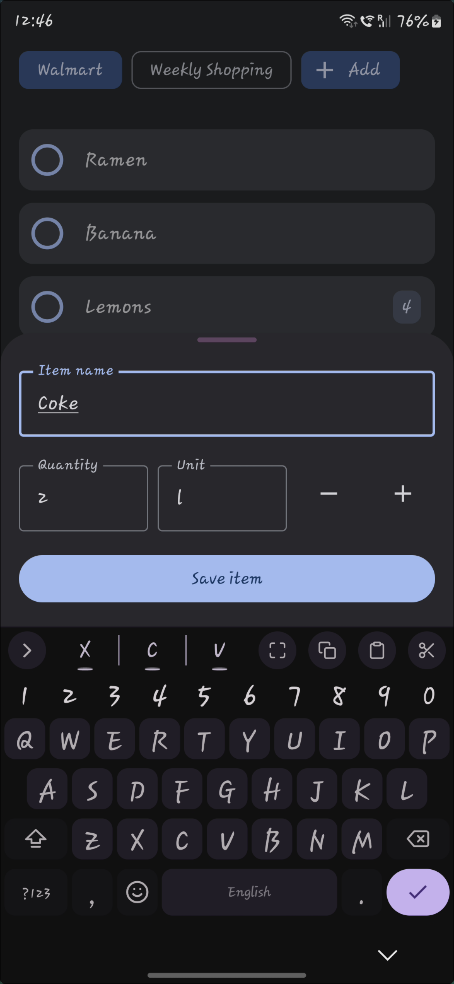 12:46 R 76%
Walmart Weekly Shopping + Add
Ramen
Banana
Lemons 4
Item name
Coke
Quantity Unit
2 l − +
Save item
X C V
1 2 3 4 5 6 7 8 9 0
Q W E R T Y U I O P
A S D F G H J K L
Z X C V B N M
?123 , English .